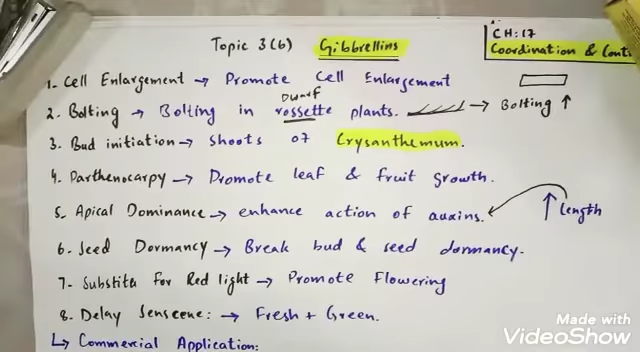 CH:17
Topic 3(b) Gibbrellins
Coordination & Cont
1- Cell Enlargement → Promote Cell Enlargement
Dwarf
2. Bolting → Bolting in rossette plants. → Bolting ↑
3. Bud initiation → Shoots of Crysanthemum.
4. Parthenocarpy → Promote leaf & fruit growth.
5. Apical Dominance → enhance action of auxins. ↑ Length
6. Seed Dormancy → Break bud & seed dormancy.
7- Substitu for Red light → Promote Flowering
8. Delay Senscene: → Fresh + Green.
↳ Commercial Application:
Made with
VideoShow